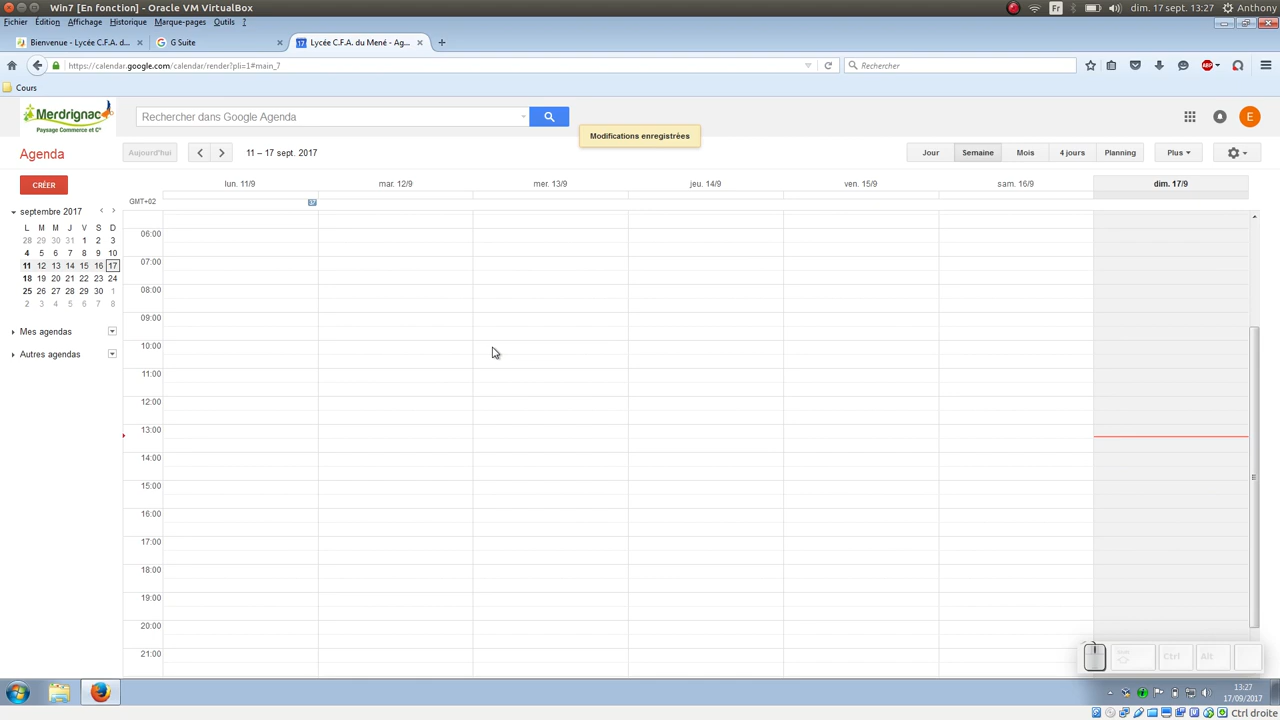 Win7 [En fonction] - Oracle VM VirtualBox
Fr
dim. 17 sept. 13:27
Anthony
Fichier Édition Affichage Historique Marque-pages Outils ?
Bienvenue - Lycée C.F.A. d...
G Suite
Lycée C.F.A. du Mené - Ag...
https://calendar.google.com/calendar/render?pli=1#main_7
Rechercher
ABP
Cours
Merdrignac
Paysage Commerce et Cie
Rechercher dans Google Agenda
E
Modifications enregistrées
Agenda
Aujourd'hui
11 – 17 sept. 2017
Jour Semaine Mois 4 jours Planning
Plus
CRÉER
lun. 11/9 mar. 12/9 mer. 13/9 jeu. 14/9 ven. 15/9 sam. 16/9 dim. 17/9
GMT+02
37
septembre 2017
L M M J V S D
28 29 30 31 1 2 3
4 5 6 7 8 9 10
11 12 13 14 15 16 17
18 19 20 21 22 23 24
25 26 27 28 29 30 1
2 3 4 5 6 7 8
Mes agendas
Autres agendas
06:00
07:00
08:00
09:00
10:00
11:00
12:00
13:00
14:00
15:00
16:00
17:00
18:00
19:00
20:00
21:00
Ctrl Alt
13:27
17/09/2017
Ctrl droite